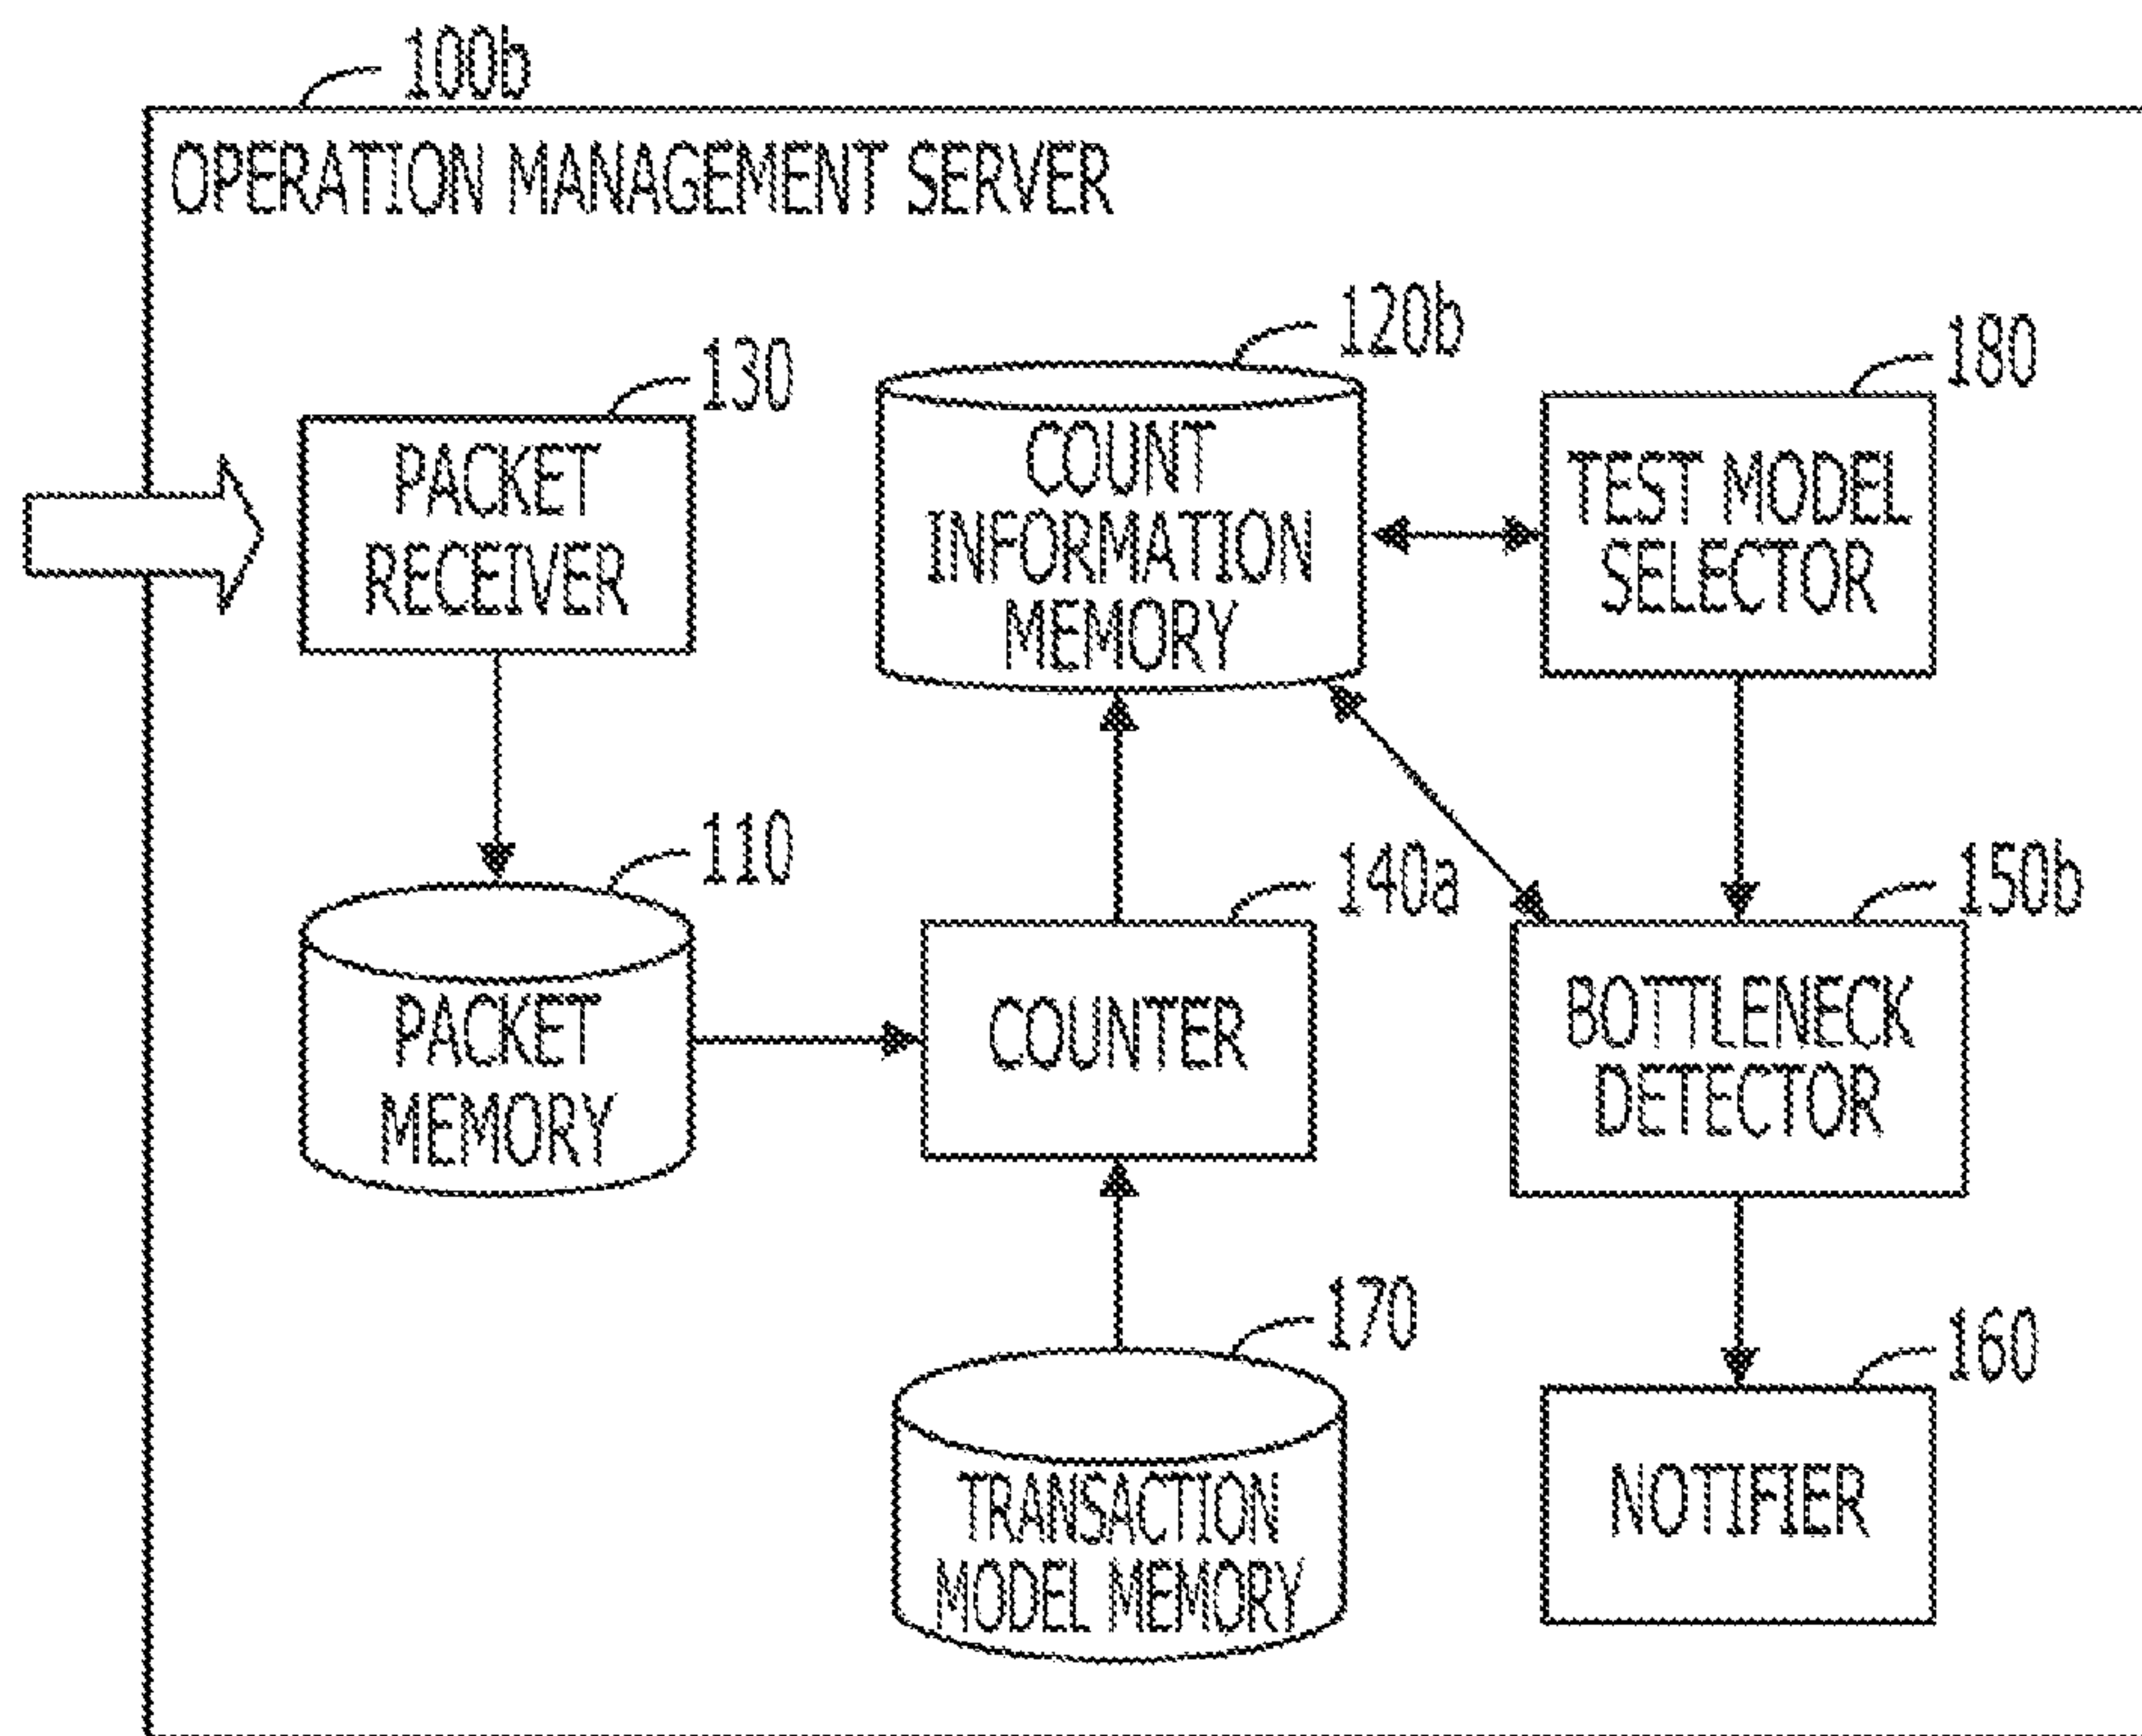 100b
OPERATION MANAGEMENT SERVER
130
PACKET
RECEIVER
120b
COUNT
INFORMATION
MEMORY
180
TEST MODEL
SELECTOR
110
PACKET
MEMORY
140a
COUNTER
150b
BOTTLENECK
DETECTOR
170
TRANSACTION
MODEL MEMORY
160
NOTIFIER